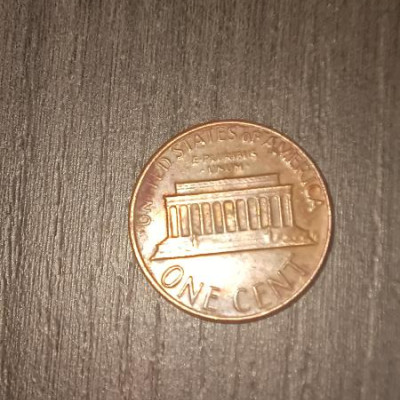 UNITED STATES OF AMERICA
E PLURIBUS
UNUM
ONE CENT